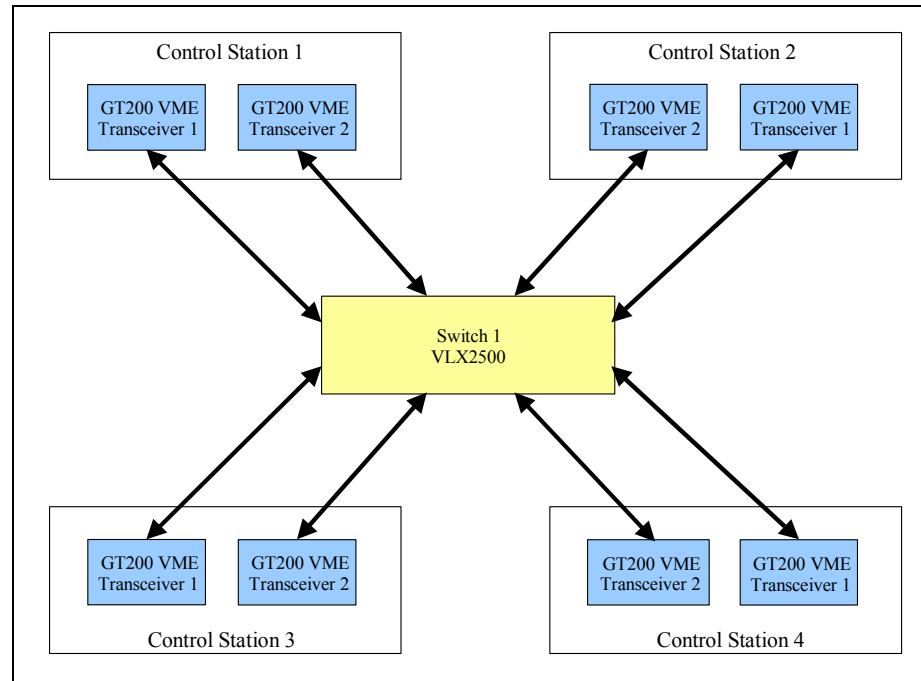 Control Station 1
GT200 VME
Transceiver 1
GT200 VME
Transceiver 2
Control Station 2
GT200 VME
Transceiver 2
GT200 VME
Transceiver 1
Switch 1
VLX2500
GT200 VME
Transceiver 1
GT200 VME
Transceiver 2
Control Station 3
GT200 VME
Transceiver 2
GT200 VME
Transceiver 1
Control Station 4